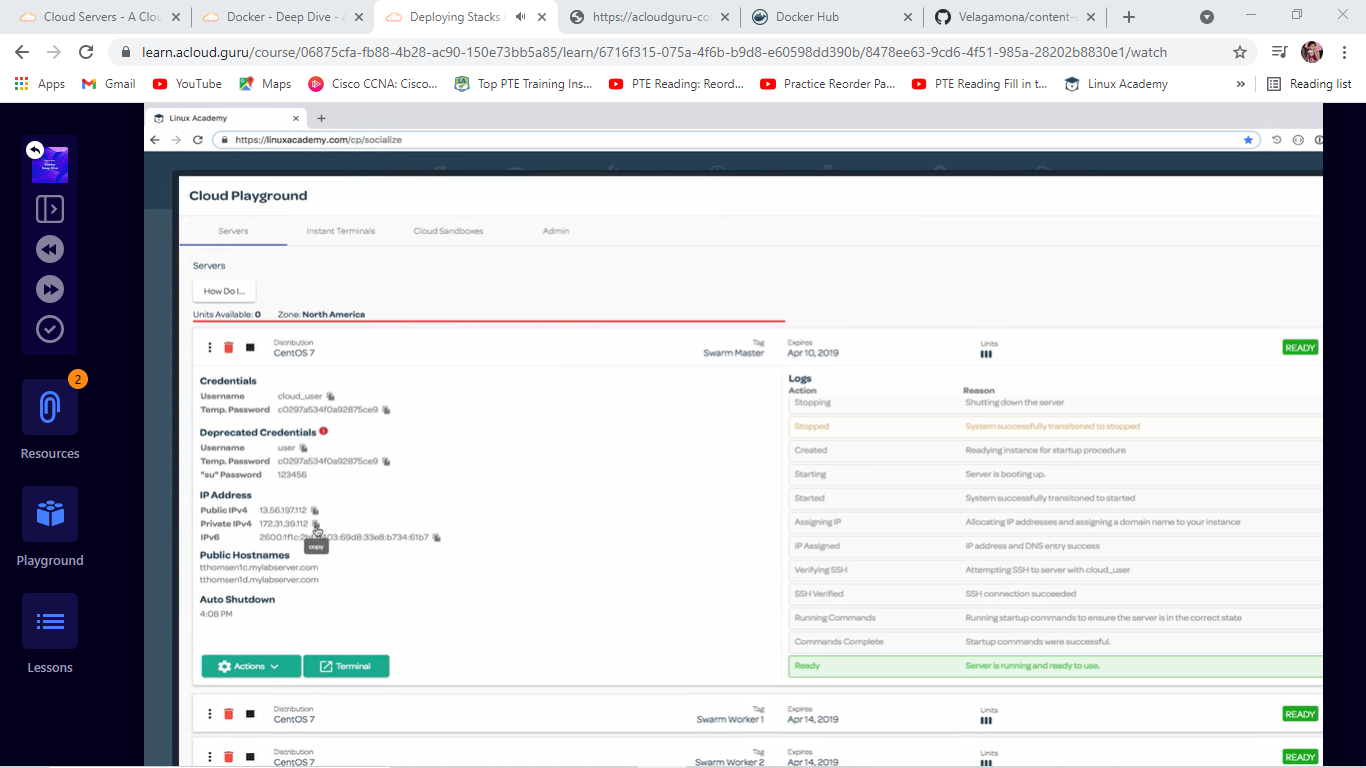 Cloud Servers - A Clou
Docker - Deep Dive - A
Deploying Stacks
https://acloudguru-co
Docker Hub
Velagamona/content-
learn.acloud.guru/course/06875cfa-fb88-4b28-ac90-150e73bb5a85/learn/6716f315-075a-4f6b-b9d8-e60598dd390b/8478ee63-9cd6-4f51-985a-28202b8830e1/watch
Apps
Gmail
YouTube
Maps
Cisco CCNA: Cisco...
Top PTE Training Ins...
PTE Reading: Reord...
Practice Reorder Pa...
PTE Reading Fill in t...
Linux Academy
»
Reading list
Linux Academy
https://linuxacademy.com/cp/socialize
Docker
Deep Dive
2
Resources
Playground
Lessons
Cloud Playground
Servers
Instant Terminals
Cloud Sandboxes
Admin
Servers
How Do I...
Units Available: 0
Zone: North America
Distribution
CentOS 7
Tag
Swarm Master
Expires
Apr 10, 2019
Units
READY
Credentials
Username cloud_user
Temp. Password c0297a534f0a92875ce9
Deprecated Credentials
Username user
Temp. Password c0297a534f0a92875ce9
"su" Password 123456
IP Address
Public IPv4 13.56.197.112
Private IPv4 172.31.39.112
IPv6
copy
Public Hostnames
tthomsen1c.mylabserver.com
tthomsen1d.mylabserver.com
Auto Shutdown
4:08 PM
Actions
Terminal
Logs
Action Reason
Stopping Shutting down the server
Stopped System successfully transitoned to stopped
Created Readying instance for startup procedure
Starting Server is booting up.
Started System successfully transitoned to started
Assigning IP Allocating IP addresses and assigning a domain name to your instance
IP Assigned IP address and DNS entry success
Verifying SSH Attempting SSH to server with cloud_user
SSH Verified SSH connection succeeded
Running Commands Running startup commands to ensure the server is in the correct state
Commands Complete Startup commands were successful.
Ready Server is running and ready to use.
Distribution
CentOS 7
Tag
Swarm Worker 1
Expires
Apr 14, 2019
Units
READY
Distribution
CentOS 7
Tag
Swarm Worker 2
Expires
Apr 14, 2019
Units
READY